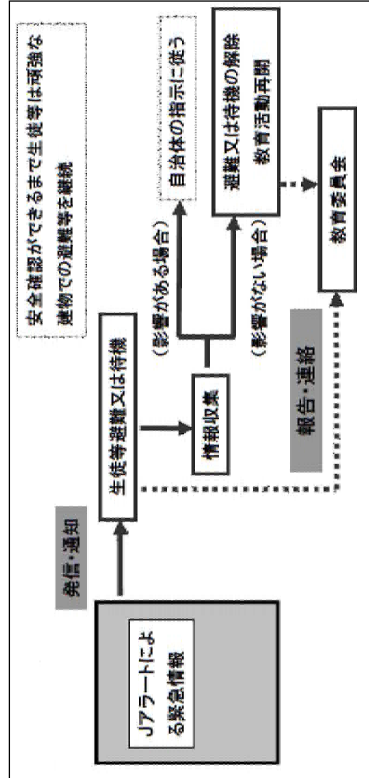 Jアラートによ
る緊急情報
発信・通知
生徒等避難又は待機
安全確認ができるまで生徒等は頑強な
建物での避難等を継続
情報収集
(影響がある場合)
自治体の指示に従う
(影響がない場合)
避難又は待機の解除
教育活動再開
報告・連絡
教育委員会